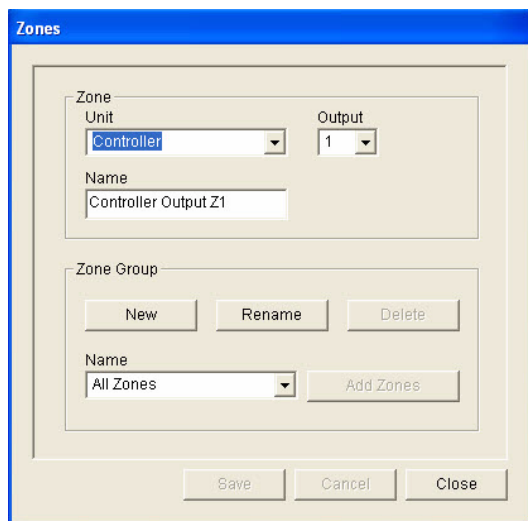 Zones
Zone
Unit Output
Controller 1
Name
Controller Output Z1
Zone Group
New Rename Delete
Name
All Zones Add Zones
Save Cancel Close